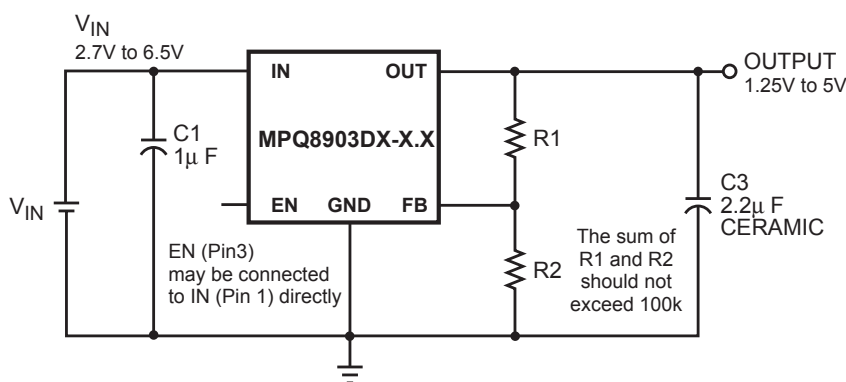 VIN
2.7V to 6.5V
IN
OUT
OUTPUT
1.25V to 5V
C1
1μ F
MPQ8903DX-X.X
R1
VIN
EN
GND
FB
C3
2.2μ F
CERAMIC
EN (Pin3)
may be connected
to IN (Pin 1) directly
R2
The sum of
R1 and R2
should not
exceed 100k